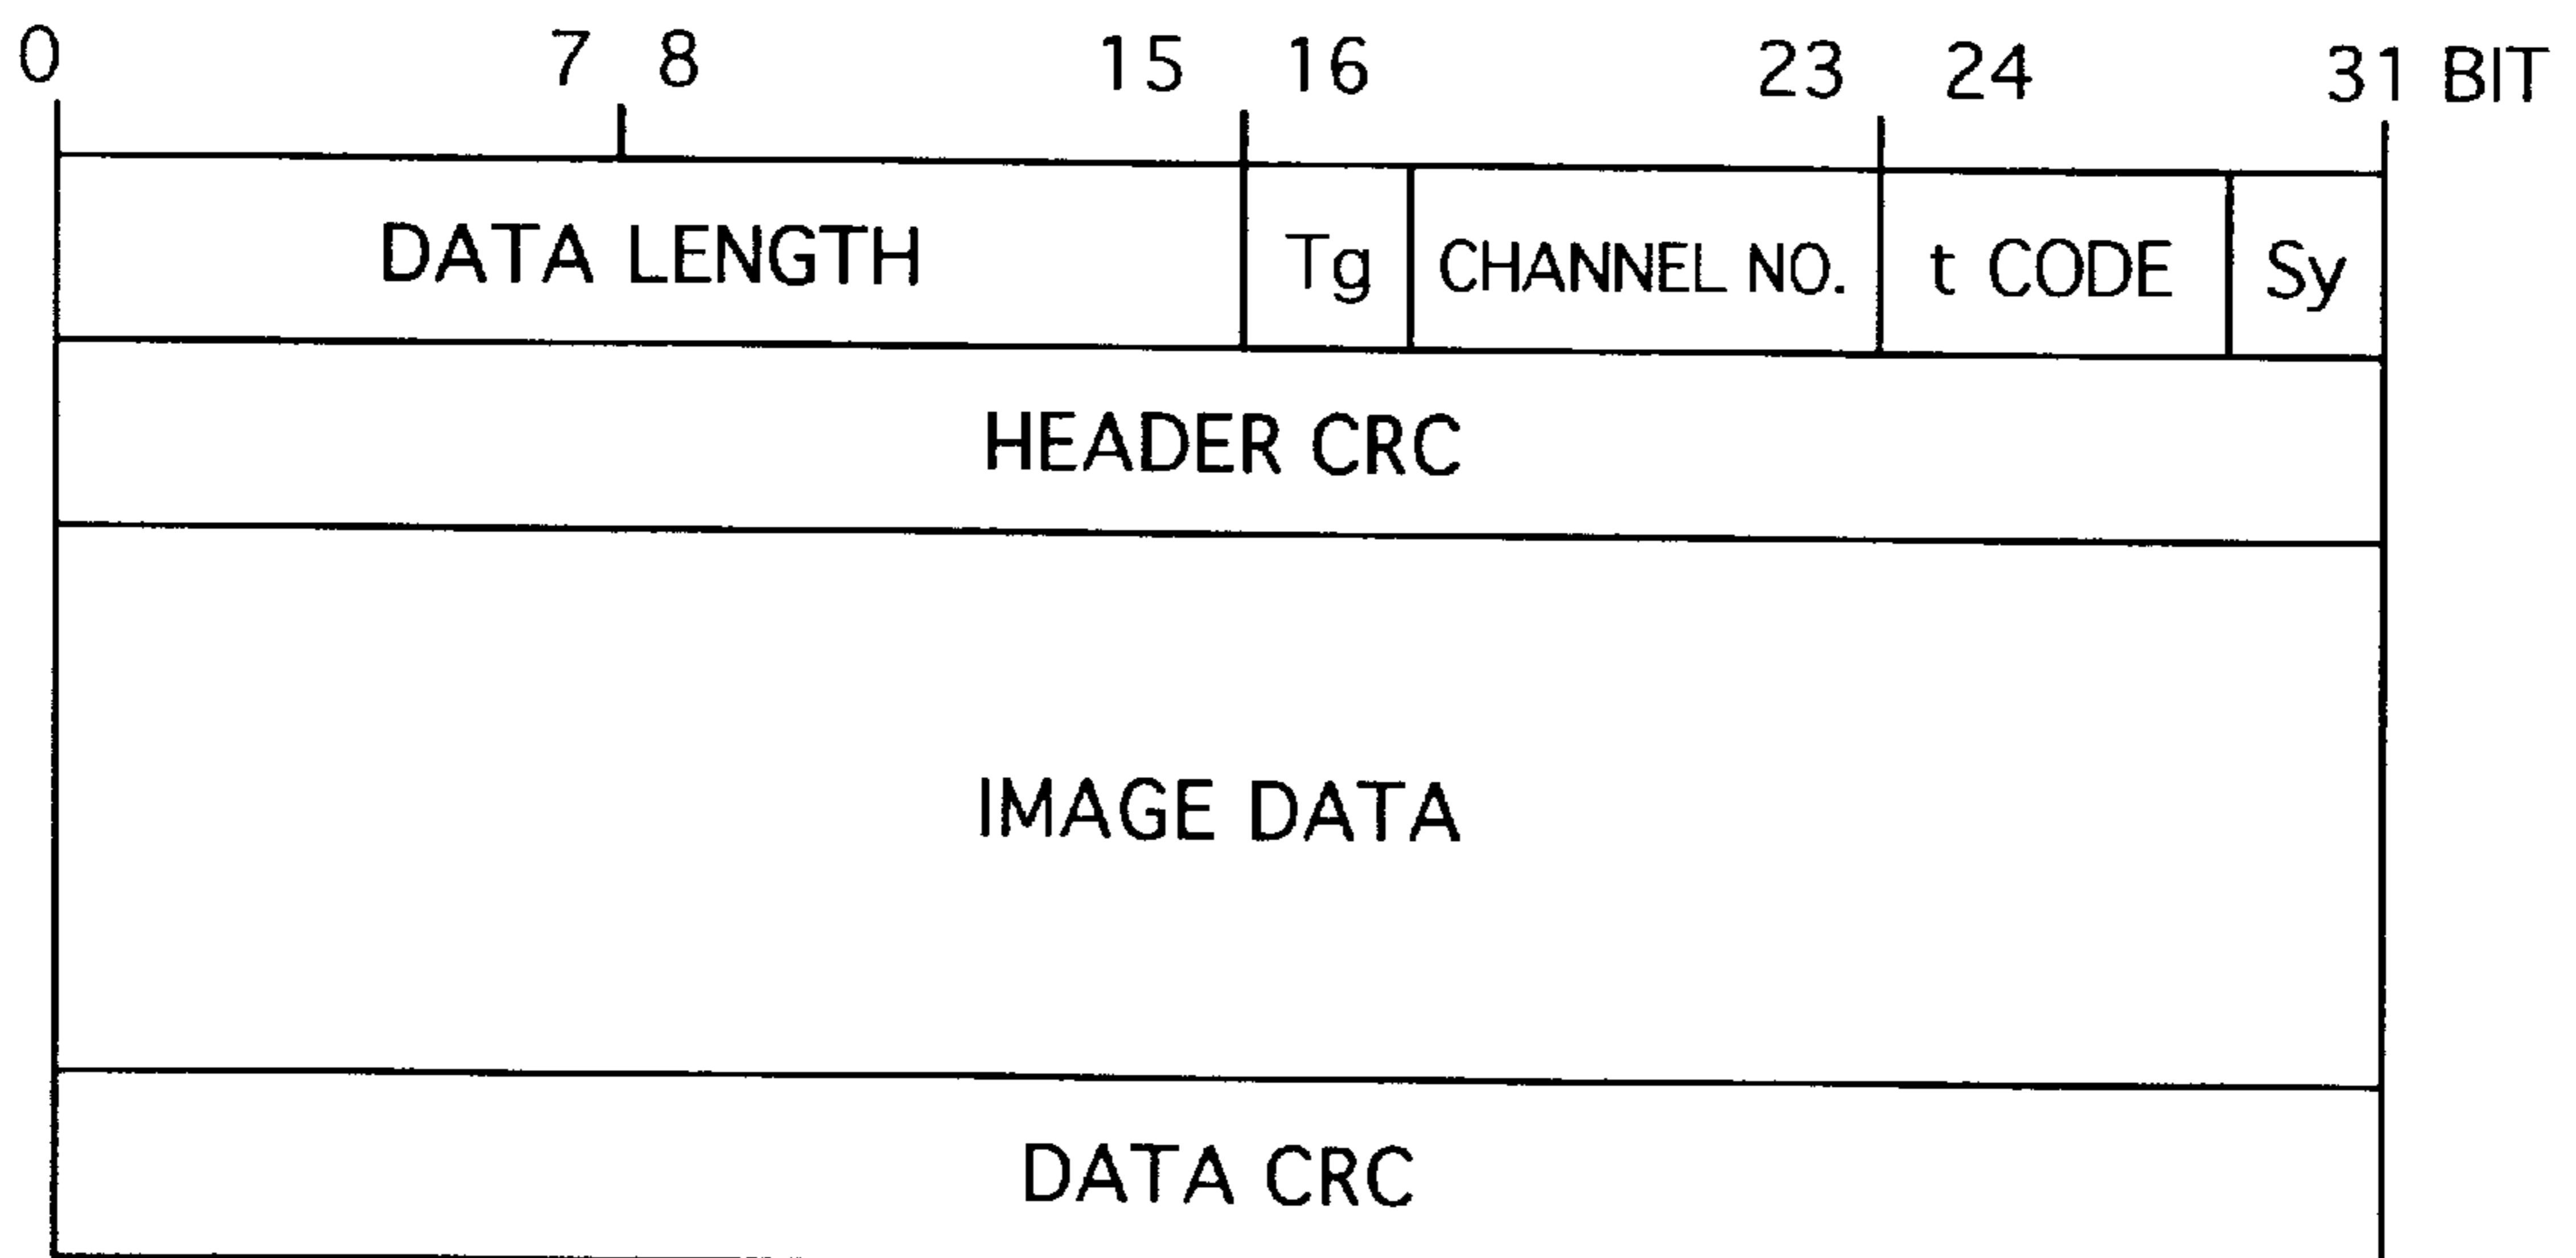 0 7 8 15 16 23 24 31 BIT
DATA LENGTH Tg CHANNEL NO. t CODE Sy
HEADER CRC
IMAGE DATA
DATA CRC